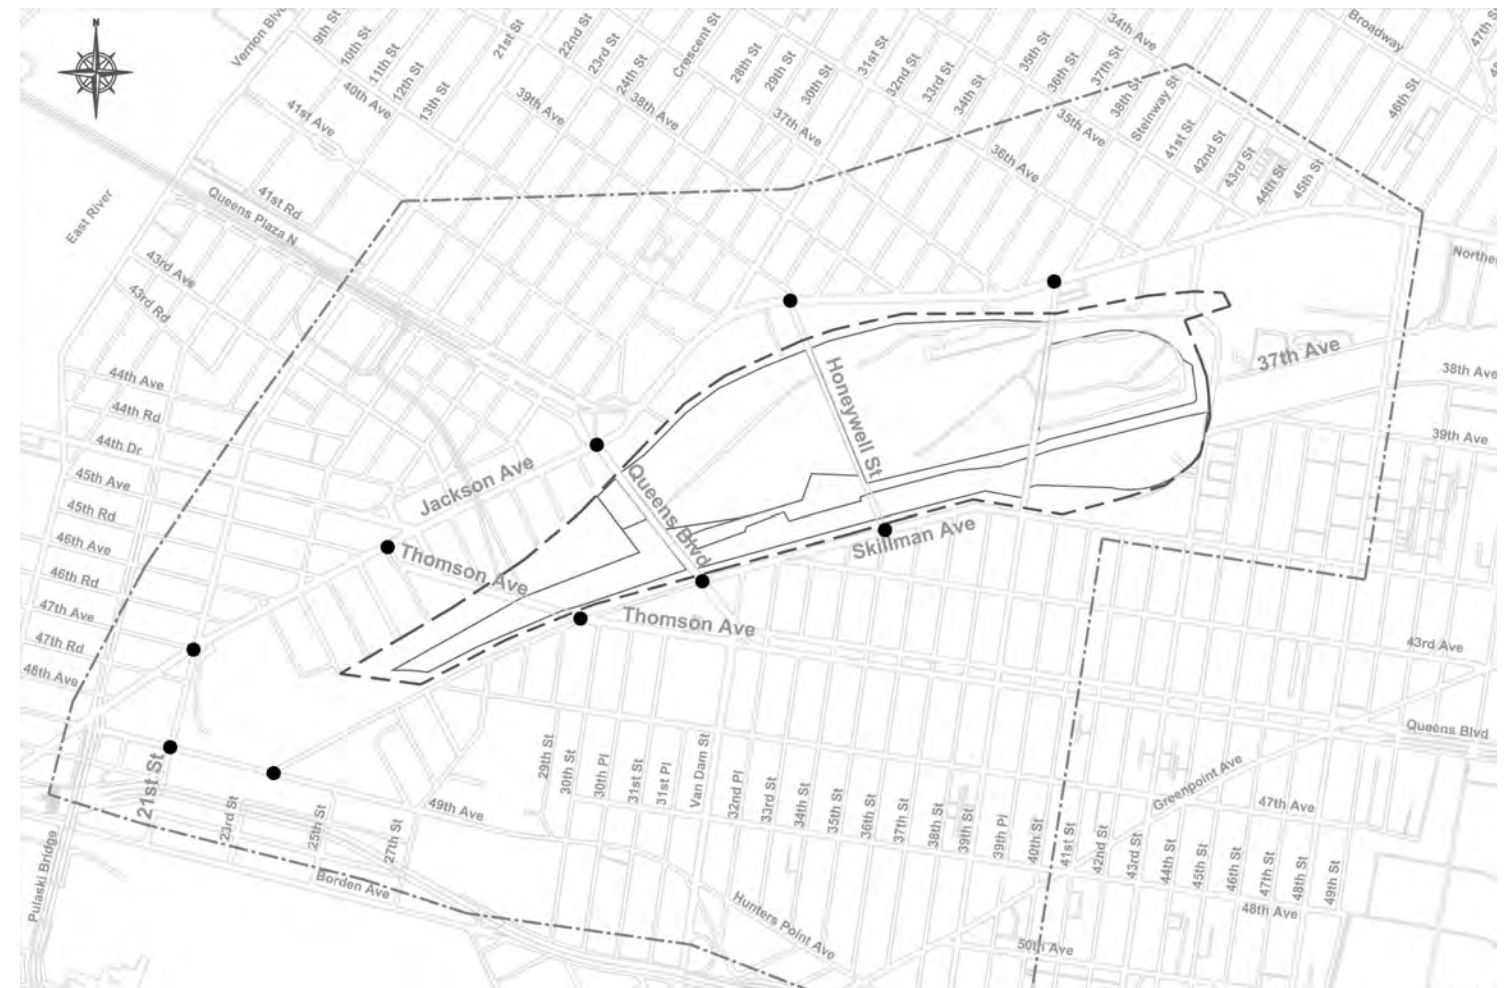 N
Vernon Blv
9th St
10th St
11th St
12th St
13th St
21st St
22nd St
23rd St
24th St
Crescent St
28th St
29th St
30th St
31st St
32nd St
33rd St
34th St
35th St
36th St
37th St
38th St
Steinway St
41st St
42nd St
43rd St
44th St
45th St
46th St
47th St
48
34th Ave
Broadway
35th Ave
36th Ave
37th Ave
38th Ave
39th Ave
40th Ave
41st Ave
41st Rd
Queens Plaza N
East River
43rd Ave
43rd Rd
44th Ave
44th Rd
44th Dr
45th Ave
45th Rd
46th Ave
46th Rd
47th Ave
47th Rd
48th Ave
Northe
37th Ave
38th Ave
39th Ave
Honeywell St
Jackson Ave
Queens Blvd
Thomson Ave
Skillman Ave
Thomson Ave
43rd Ave
Queens Blvd
Greenpoint Ave
47th Ave
48th Ave
50th Ave
29th St
30th St
30th Pl
31st St
31st Pl
Van Dam St
32nd Pl
33rd St
34th St
35th St
36th St
37th St
38th St
39th St
39th Pl
40th St
41st St
42nd St
43rd St
44th St
45th St
46th St
47th St
48th St
49th St
21st St
23rd St
25th St
27th St
49th Ave
Borden Ave
Hunters Point Ave
Pulaski Bridge